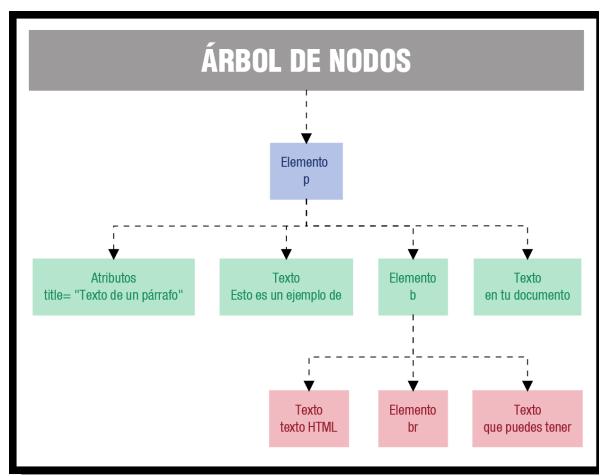 ÁRBOL DE NODOS
Elemento
p
Atributos
title= "Texto de un párrafo"
Texto
Esto es un ejemplo de
Elemento
b
Texto
en tu documento
Texto
texto HTML
Elemento
br
Texto
que puedes tener